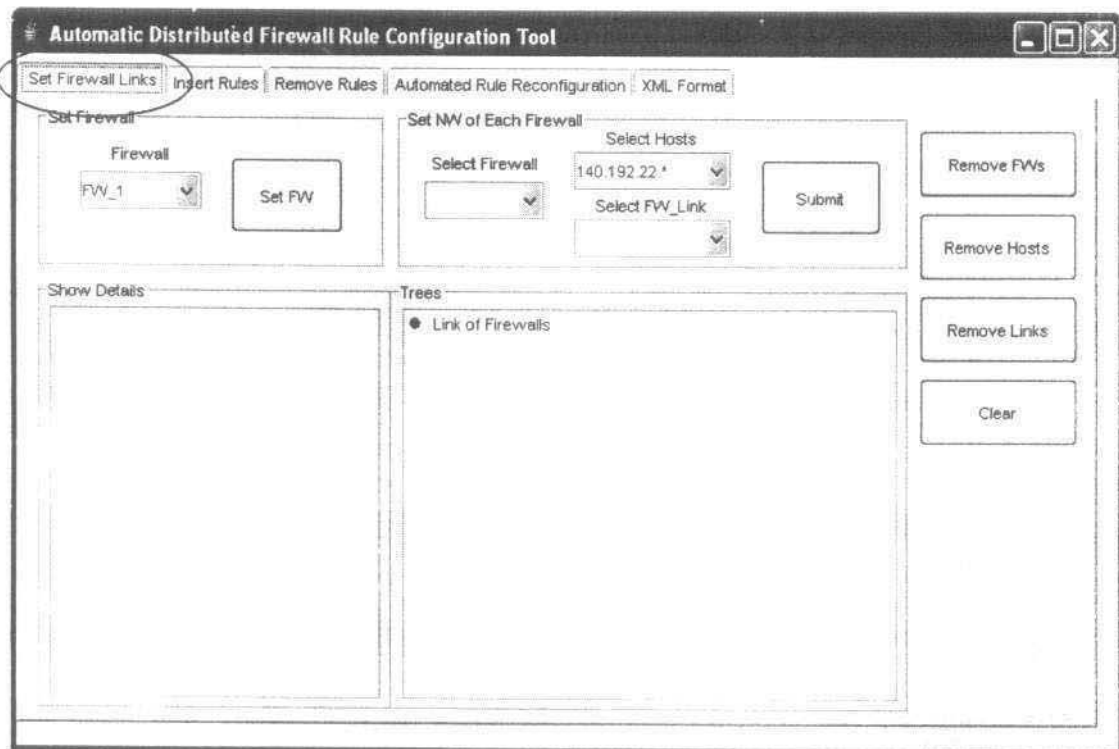 Automatic Distributed Firewall Rule Configuration Tool
Set Firewall Links Insert Rules Remove Rules Automated Rule Reconfiguration XML Format
Set Firewall
Firewall
FW_1
Set FW
Set NW of Each Firewall
Select Firewall
Select Hosts
140.192.22.*
Select FW_Link
Submit
Remove FWs
Remove Hosts
Remove Links
Clear
Show Details
Trees
Link of Firewalls